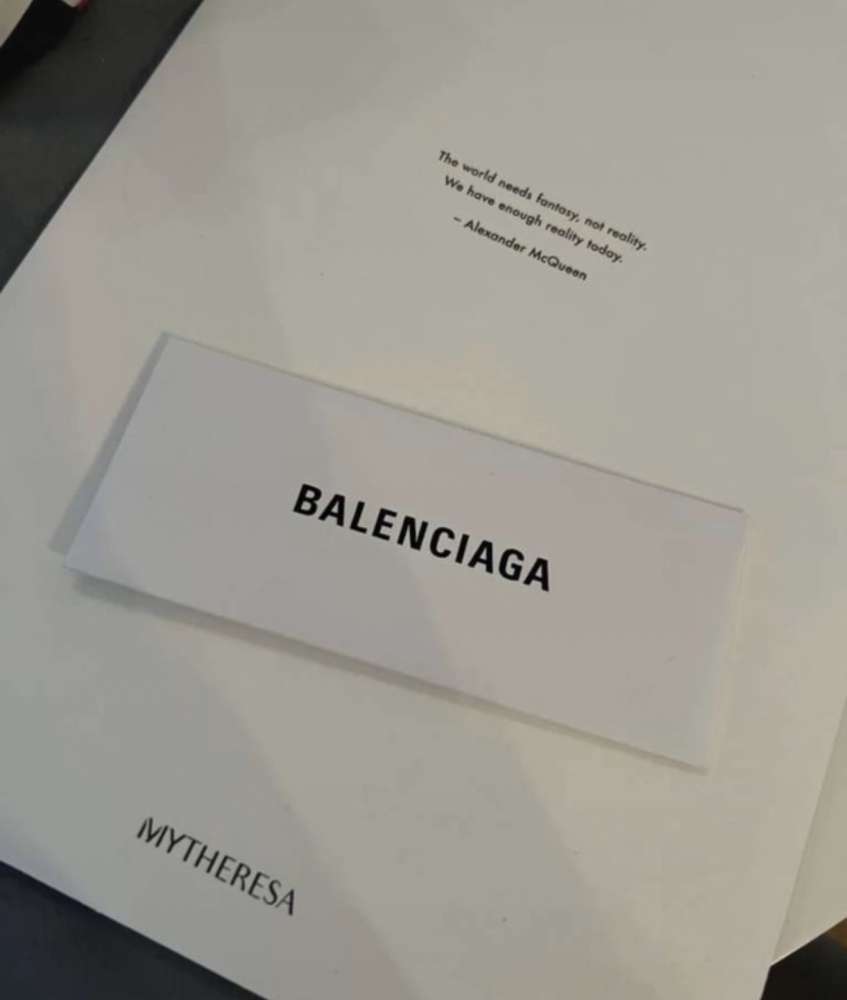 The world needs fantasy, not reality.
We have enough reality today.
– Alexander McQueen
BALENCIAGA
MYTHERESA